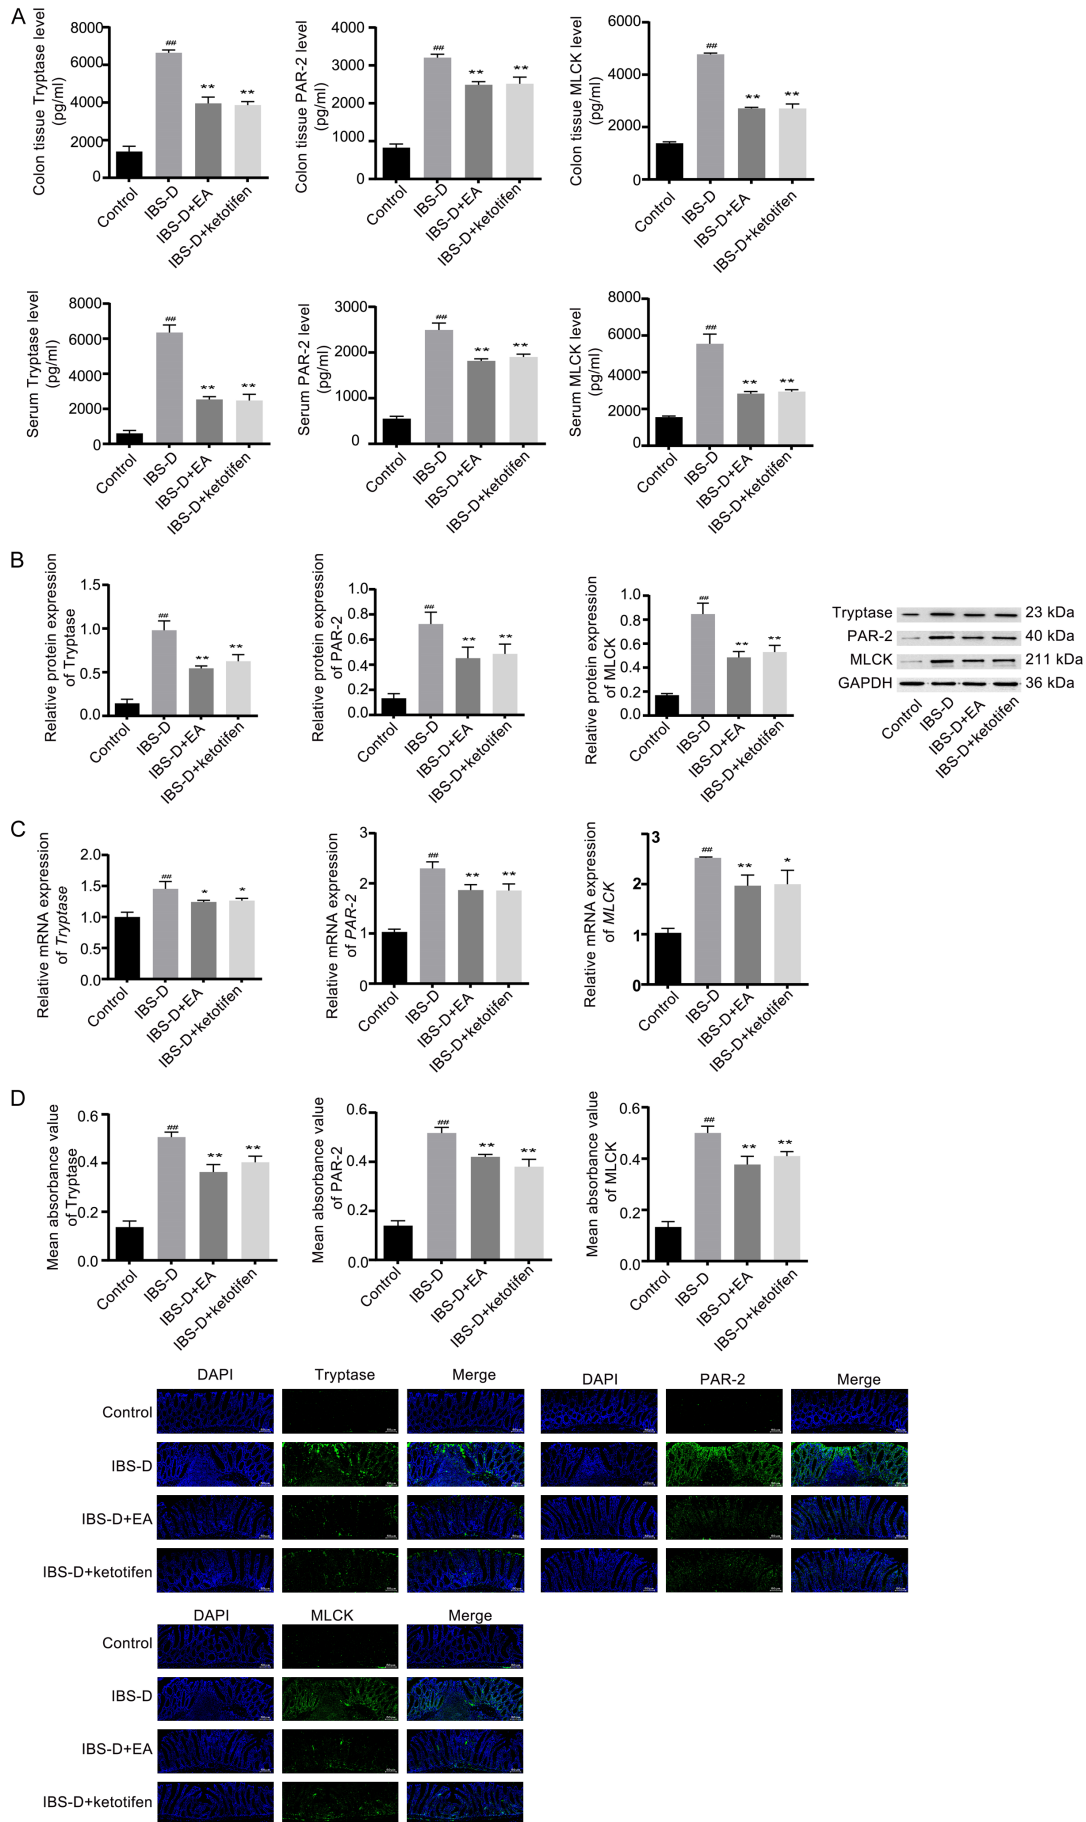 A
Colon tissue Tryptase level
(pg/ml)
8000
6000
4000
2000
0
##
**
**
Control
IBS-D
IBS-D+EA
IBS-D+ketotifen
Colon tissue PAR-2 level
(pg/ml)
4000
3000
2000
1000
0
##
**
**
Control
IBS-D
IBS-D+EA
IBS-D+ketotifen
Colon tissue MLCK level
(pg/ml)
6000
4000
2000
0
##
**
**
Control
IBS-D
IBS-D+EA
IBS-D+ketotifen
Serum Tryptase level
(pg/ml)
8000
6000
4000
2000
0
##
**
**
Control
IBS-D
IBS-D+EA
IBS-D+ketotifen
Serum PAR-2 level
(pg/ml)
3000
2000
1000
0
##
**
**
Control
IBS-D
IBS-D+EA
IBS-D+ketotifen
Serum MLCK level
(pg/ml)
8000
6000
4000
2000
0
##
**
**
Control
IBS-D
IBS-D+EA
IBS-D+ketotifen
B
Relative protein expression
of Tryptase
1.5
1.0
0.5
0.0
##
**
**
Control
IBS-D
IBS-D+EA
IBS-D+ketotifen
Relative protein expression
of PAR-2
1.0
0.8
0.6
0.4
0.2
0.0
##
**
**
Control
IBS-D
IBS-D+EA
IBS-D+ketotifen
Relative protein expression
of MLCK
1.0
0.8
0.6
0.4
0.2
0.0
##
**
**
Control
IBS-D
IBS-D+EA
IBS-D+ketotifen
Tryptase 23 kDa
PAR-2 40 kDa
MLCK 211 kDa
GAPDH 36 kDa
Control
IBS-D
IBS-D+EA
IBS-D+ketotifen
C
Relative mRNA expression
of Tryptase
2.0
1.5
1.0
0.5
0.0
##
*
*
Control
IBS-D
IBS-D+EA
IBS-D+ketotifen
Relative mRNA expression
of PAR-2
3
2
1
0
##
**
**
Control
IBS-D
IBS-D+EA
IBS-D+ketotifen
Relative mRNA expression
of MLCK
3
2
1
0
##
**
*
Control
IBS-D
IBS-D+EA
IBS-D+ketotifen
D
Mean absorbance value
of Tryptase
0.6
0.4
0.2
0.0
##
**
**
Control
IBS-D
IBS-D+EA
IBS-D+ketotifen
Mean absorbance value
of PAR-2
0.6
0.4
0.2
0.0
##
**
**
Control
IBS-D
IBS-D+EA
IBS-D+ketotifen
Mean absorbance value
of MLCK
0.6
0.4
0.2
0.0
##
**
**
Control
IBS-D
IBS-D+EA
IBS-D+ketotifen
DAPI Tryptase Merge DAPI PAR-2 Merge
Control
IBS-D
IBS-D+EA
IBS-D+ketotifen
DAPI MLCK Merge
Control
IBS-D
IBS-D+EA
IBS-D+ketotifen